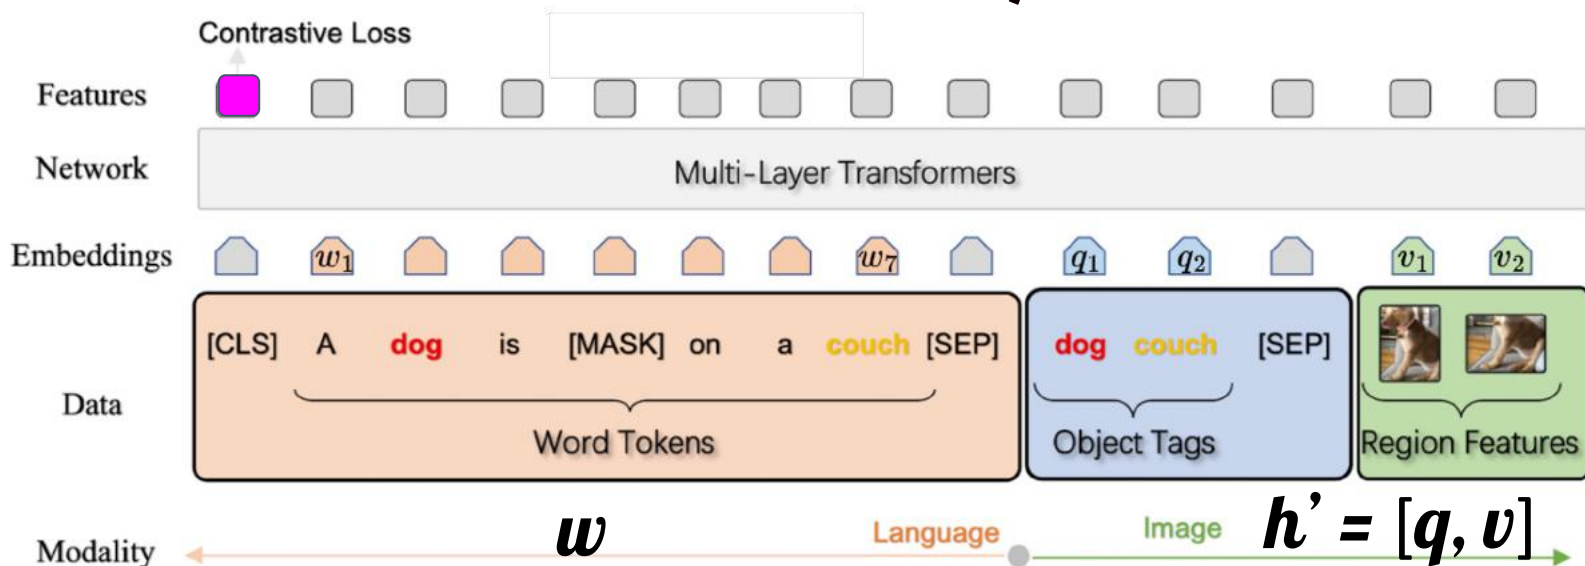 Contrastive Loss
Features
Network
Multi-Layer Transformers
Embeddings
w1 w7 q1 q2 v1 v2
[CLS] A dog is [MASK] on a couch [SEP] dog couch [SEP]
Data
Word Tokens Object Tags Region Features
Modality w Language Image h’ = [q, v]